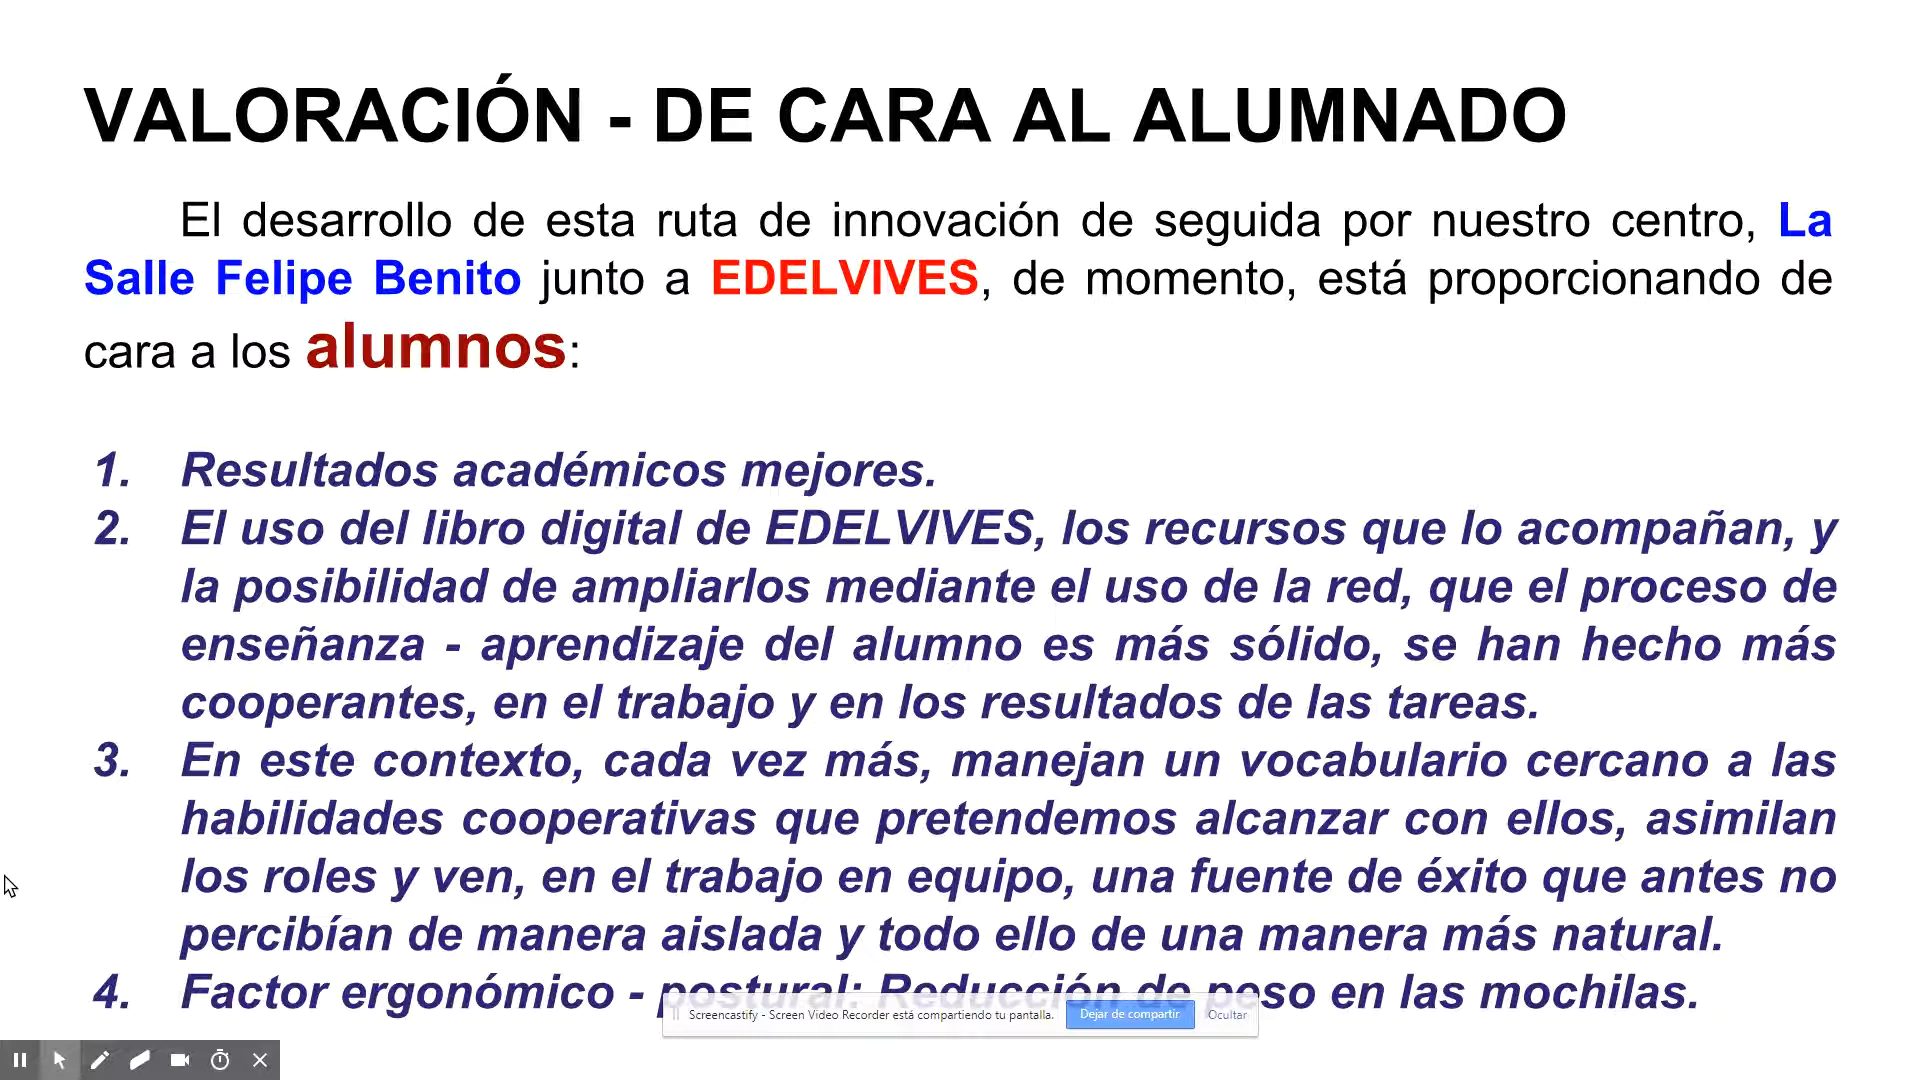 VALORACIÓN - DE CARA AL ALUMNADO
El desarrollo de esta ruta de innovación de seguida por nuestro centro, La
Salle Felipe Benito junto a EDELVIVES, de momento, está proporcionando de
cara a los alumnos:
1. Resultados académicos mejores.
2. El uso del libro digital de EDELVIVES, los recursos que lo acompañan, y
la posibilidad de ampliarlos mediante el uso de la red, que el proceso de
enseñanza - aprendizaje del alumno es más sólido, se han hecho más
cooperantes, en el trabajo y en los resultados de las tareas.
3. En este contexto, cada vez más, manejan un vocabulario cercano a las
habilidades cooperativas que pretendemos alcanzar con ellos, asimilan
los roles y ven, en el trabajo en equipo, una fuente de éxito que antes no
percibían de manera aislada y todo ello de una manera más natural.
4. Factor ergonómico - postural: Reducción de peso en las mochilas.
Screencastify - Screen Video Recorder está compartiendo tu pantalla. Dejar de compartir Ocultar